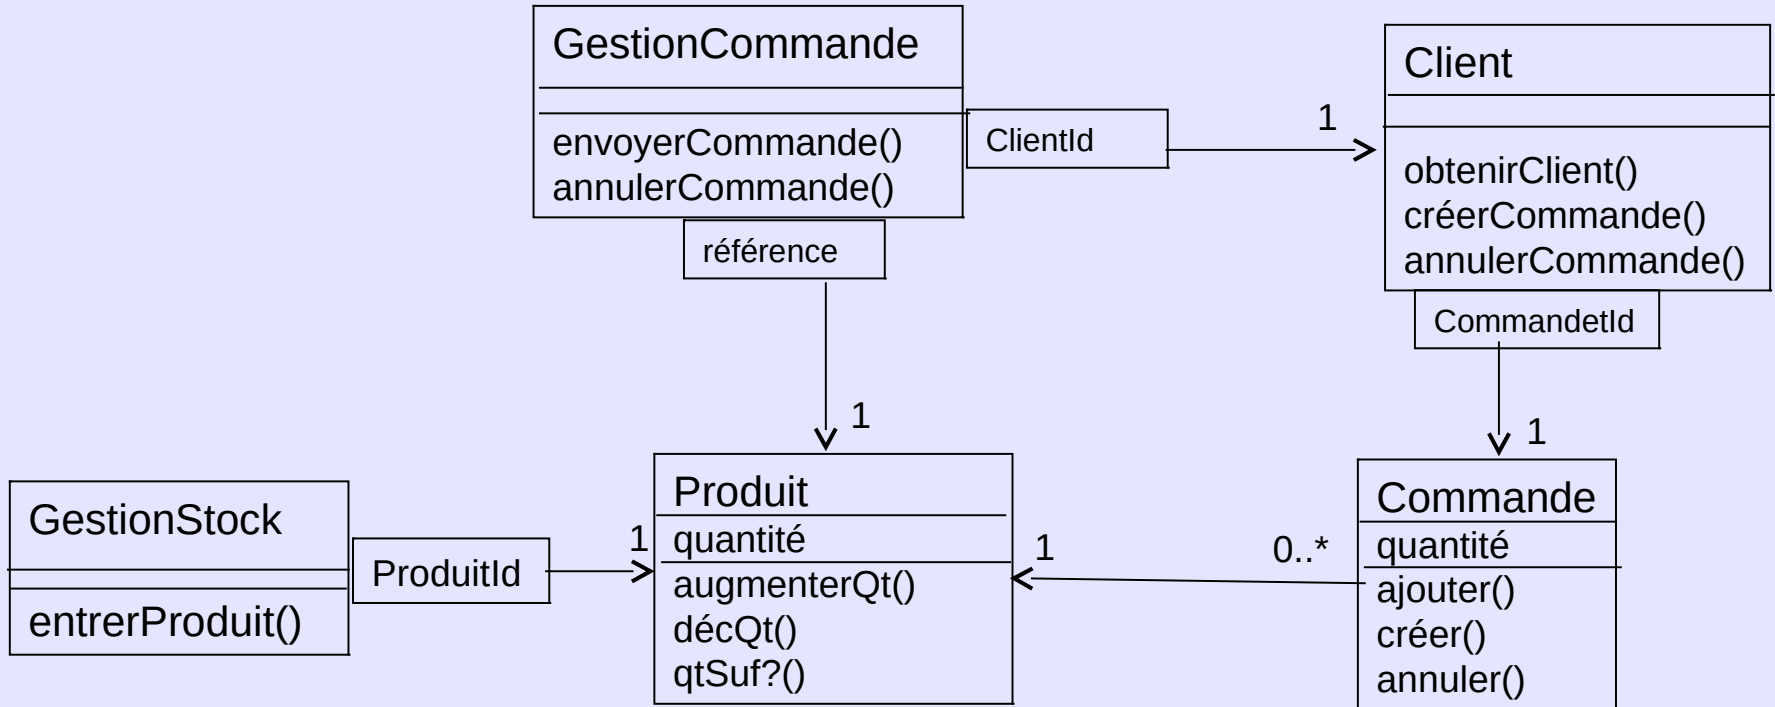 GestionCommande
envoyerCommande()
annulerCommande()
ClientId
1
Client
obtenirClient()
créerCommande()
annulerCommande()
référence
1
CommandetId
1
GestionStock
entrerProduit()
ProduitId
1
Produit
quantité
augmenterQt()
décQt()
qtSuf?()
1
0..*
Commande
quantité
ajouter()
créer()
annuler()